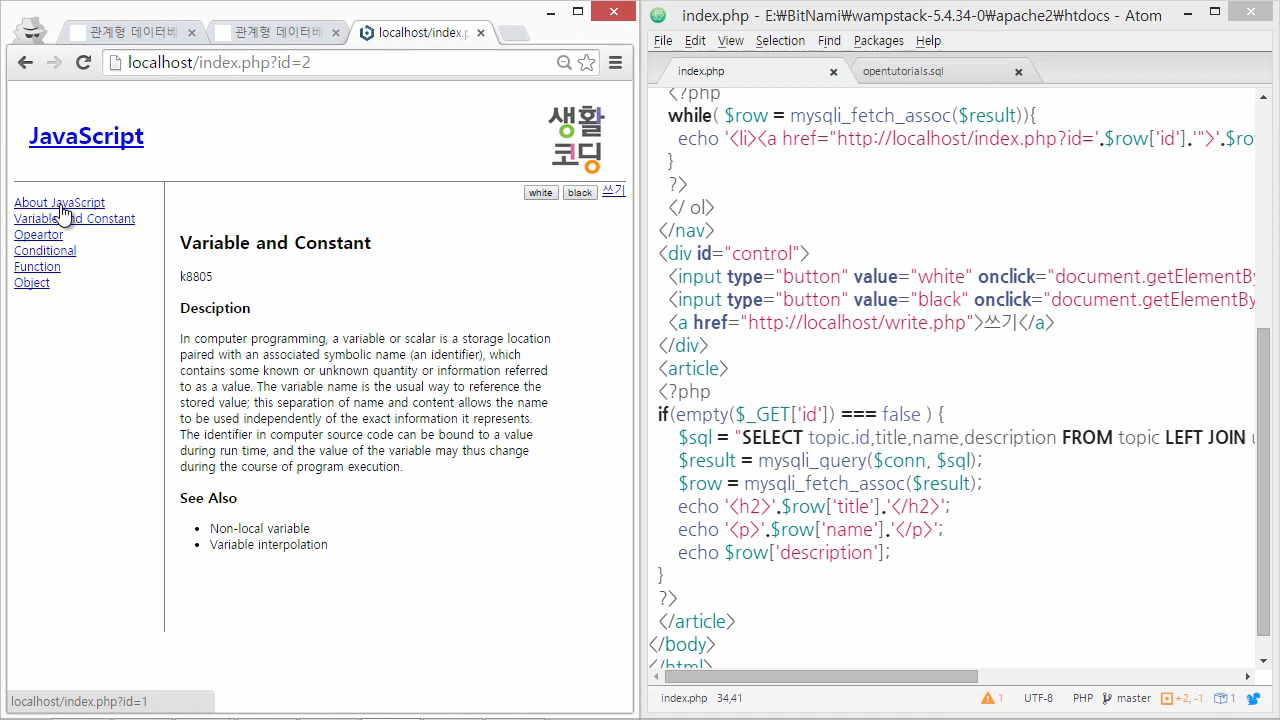 관계형 데이터베
관계형 데이터베
localhost/index.p
localhost/index.php?id=2
JavaScript
생활
코딩
white
black
쓰기
About JavaScript
Variable and Constant
Opeartor
Conditional
Function
Object
Variable and Constant
k8805
Desciption
In computer programming, a variable or scalar is a storage location
paired with an associated symbolic name (an identifier), which
contains some known or unknown quantity or information referred
to as a value. The variable name is the usual way to reference the
stored value; this separation of name and content allows the name
to be used independently of the exact information it represents.
The identifier in computer source code can be bound to a value
during run time, and the value of the variable may thus change
during the course of program execution.
See Also
Non-local variable
Variable interpolation
localhost/index.php?id=1
index.php - E:₩BitNami₩wampstack-5.4.34-0₩apache2₩htdocs - Atom
File Edit View Selection Find Packages Help
index.php
opentutorials.sql
<?php
while( $row = mysqli_fetch_assoc($result)){
echo '<li><a href="http://localhost/index.php?id='.$row['id'].'">'.$ro
}
?>
</ ol>
</nav>
<div id="control">
<input type="button" value="white" onclick="document.getElementBy
<input type="button" value="black" onclick="document.getElementBy
<a href="http://localhost/write.php">쓰기</a>
</div>
<article>
<?php
if(empty($_GET['id']) === false ) {
$sql = "SELECT topic.id,title,name,description FROM topic LEFT JOIN u
$result = mysqli_query($conn, $sql);
$row = mysqli_fetch_assoc($result);
echo '<h2>'.$row['title'].'</h2>';
echo '<p>'.$row['name'].'</p>';
echo $row['description'];
}
?>
</article>
</body>
</html>
index.php 34,41
1 UTF-8 PHP master +2, -1 1